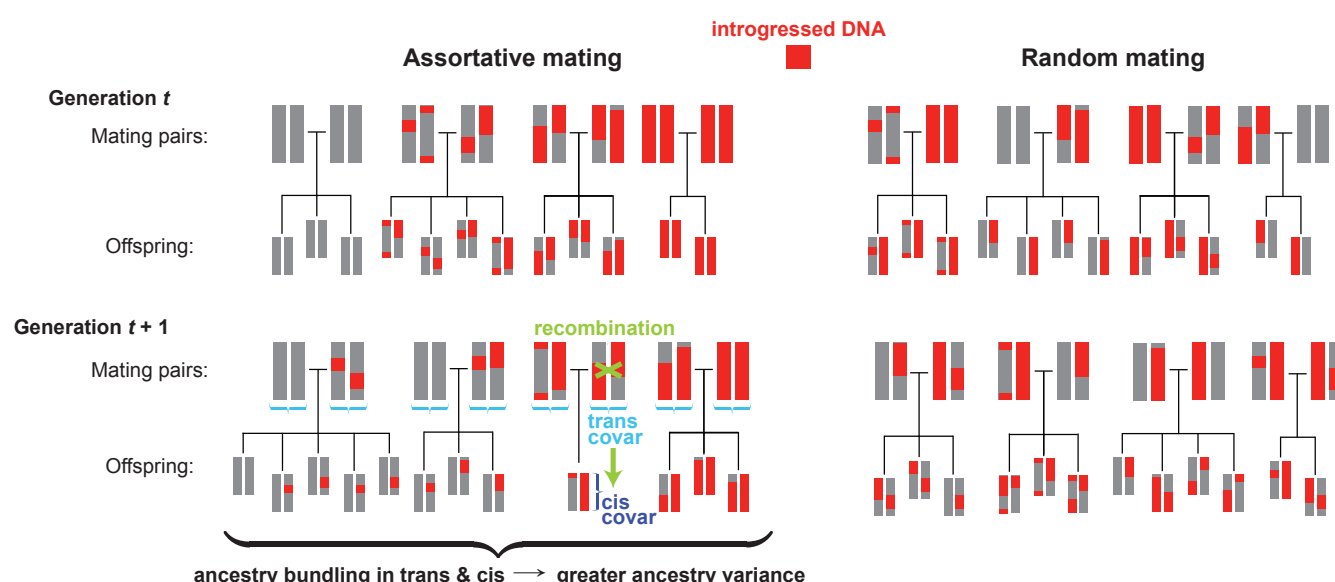 introgressed DNA
Assortative mating
Random mating
Generation t
Mating pairs:
Offspring:
Generation t + 1
recombination
Mating pairs:
trans
covar
Offspring:
cis
covar
ancestry bundling in trans & cis → greater ancestry variance